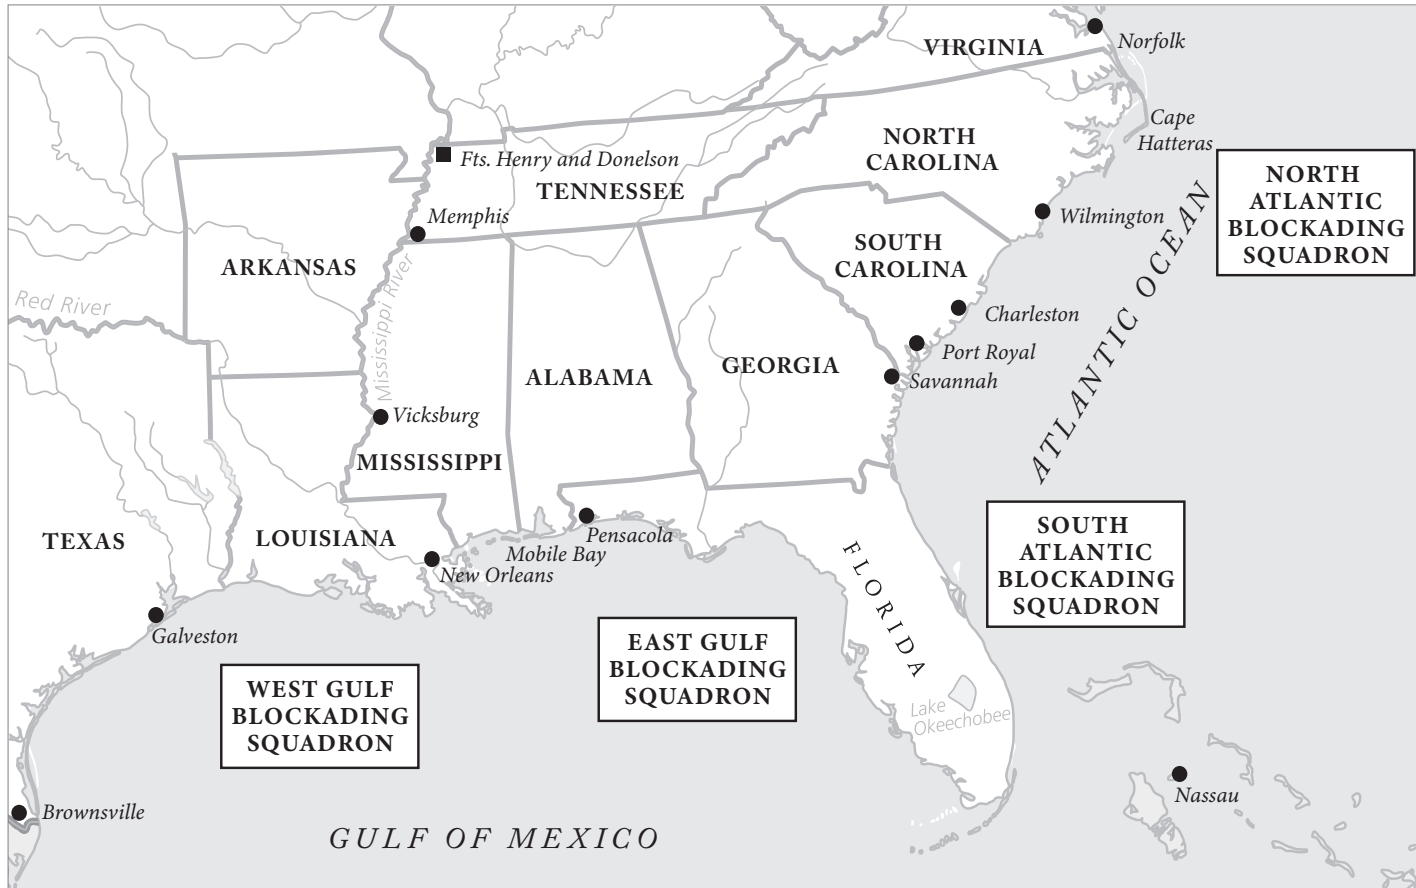 VIRGINIA
Norfolk
Cape
Hatteras
NORTH
CAROLINA
Fts. Henry and Donelson
TENNESSEE
NORTH
ATLANTIC
BLOCKADING
SQUADRON
Memphis
Wilmington
ARKANSAS
SOUTH
CAROLINA
ATLANTIC OCEAN
Red River
Mississippi River
Charleston
Port Royal
GEORGIA
ALABAMA
Savannah
Vicksburg
MISSISSIPPI
TEXAS
LOUISIANA
Pensacola
Mobile Bay
New Orleans
FLORIDA
SOUTH
ATLANTIC
BLOCKADING
SQUADRON
Galveston
EAST GULF
BLOCKADING
SQUADRON
WEST GULF
BLOCKADING
SQUADRON
Lake
Okeechobee
Nassau
Brownsville
GULF OF MEXICO